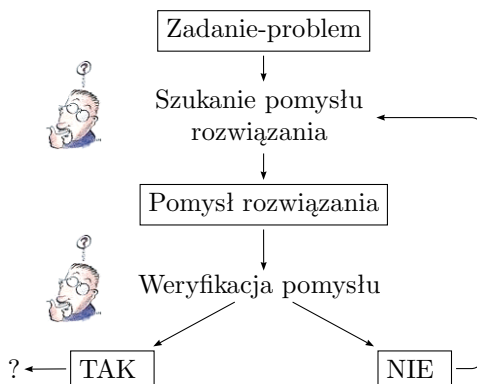 Zadanie-problem
Szukanie pomysłu
rozwiązania
Pomysł rozwiązania
Weryfikacja pomysłu
? TAK NIE